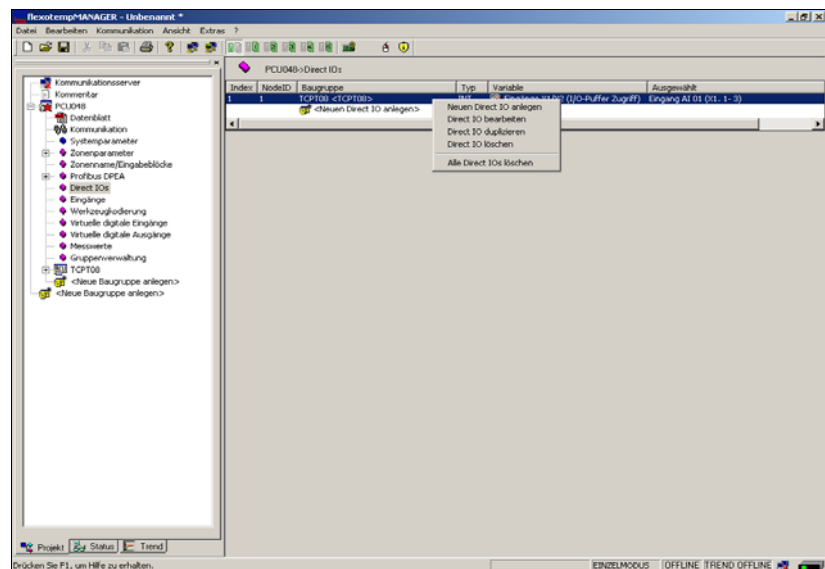 flexotempMANAGER - Unbenannt *
Datei Bearbeiten Kommunikation Ansicht Extras ?
PCU048->Direct IOs
Kommunikationsserver
Kommentar
PCU048
Datenblatt
Kommunikation
Systemparameter
Zonenparameter
Zonenname/Eingabeblöcke
Profibus DPEA
Direct IOs
Eingänge
Werkzeugkodierung
Virtuelle digitale Eingänge
Virtuelle digitale Ausgänge
Messwerte
Gruppenverwaltung
TCPT08
<Neue Baugruppe anlegen>
<Neue Baugruppe anlegen>
Index NodeID Baugruppe Typ Variable Ausgewählt
1 1 TCPT08 <TCPT08> INT (I/O-Puffer Zugriff) Eingang AI 01 (X1. 1- 3)
<Neuen Direct IO anlegen>
Neuen Direct IO anlegen
Direct IO bearbeiten
Direct IO duplizieren
Direct IO löschen
Alle Direct IOs löschen
Projekt Status Trend
Drücken Sie F1, um Hilfe zu erhalten.
EINZELMODUS OFFLINE TREND OFFLINE